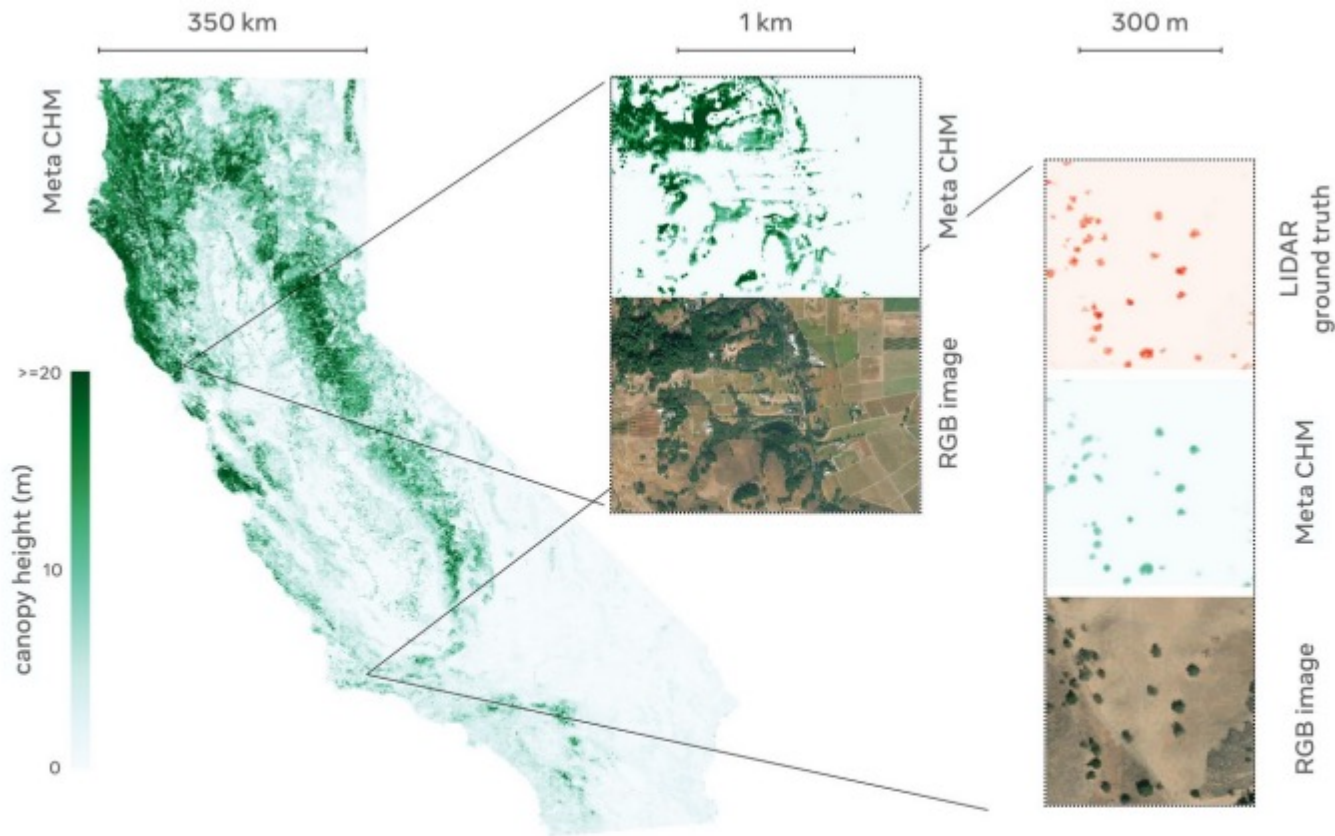 350 km
1 km
300 m
Meta CHM
Meta CHM
RGB image
LIDAR
ground truth
Meta CHM
RGB image
canopy height (m)
>=20
10
0